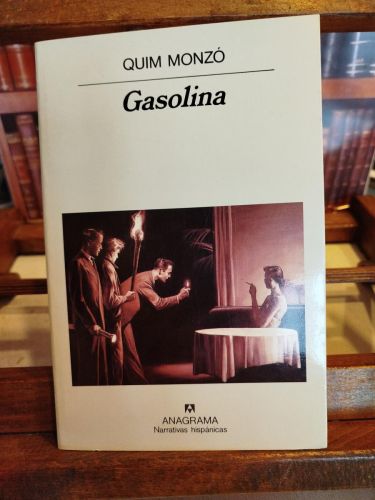 QUIM MONZÓ
Gasolina
ANAGRAMA
Narrativas hispánicas